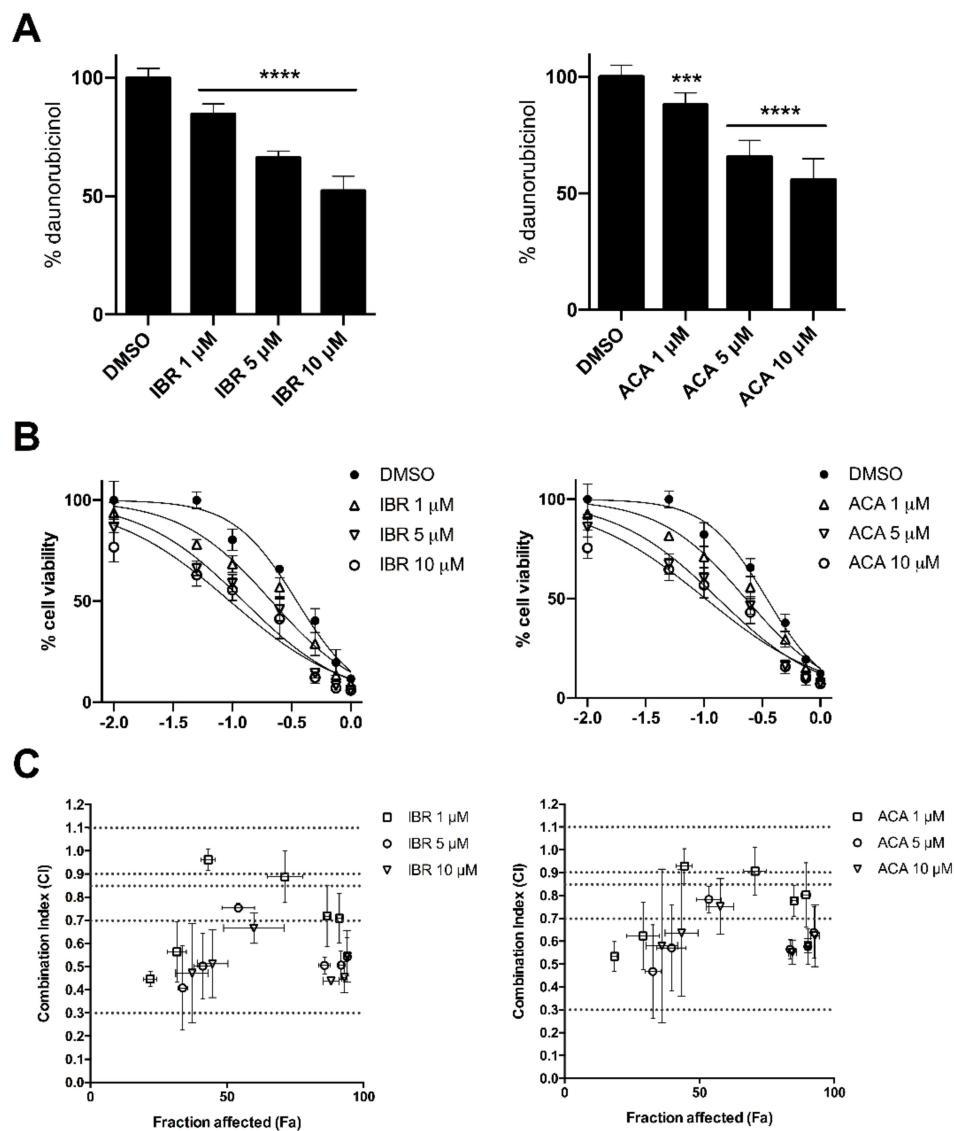 A
% daunorubicinol
100
50
0
****
DMSO
IBR 1 µM
IBR 5 µM
IBR 10 µM
% daunorubicinol
100
50
0
***
****
DMSO
ACA 1 µM
ACA 5 µM
ACA 10 µM
B
% cell viability
100
50
0
-2.0 -1.5 -1.0 -0.5 0.0
DMSO
IBR 1 µM
IBR 5 µM
IBR 10 µM
% cell viability
100
50
0
-2.0 -1.5 -1.0 -0.5 0.0
DMSO
ACA 1 µM
ACA 5 µM
ACA 10 µM
C
Combination Index (CI)
1.2
1.1
1.0
0.9
0.8
0.7
0.6
0.5
0.4
0.3
0.2
0.1
0.0
0 50 100
Fraction affected (Fa)
IBR 1 µM
IBR 5 µM
IBR 10 µM
Combination Index (CI)
1.2
1.1
1.0
0.9
0.8
0.7
0.6
0.5
0.4
0.3
0.2
0.1
0.0
0 50 100
Fraction affected (Fa)
ACA 1 µM
ACA 5 µM
ACA 10 µM